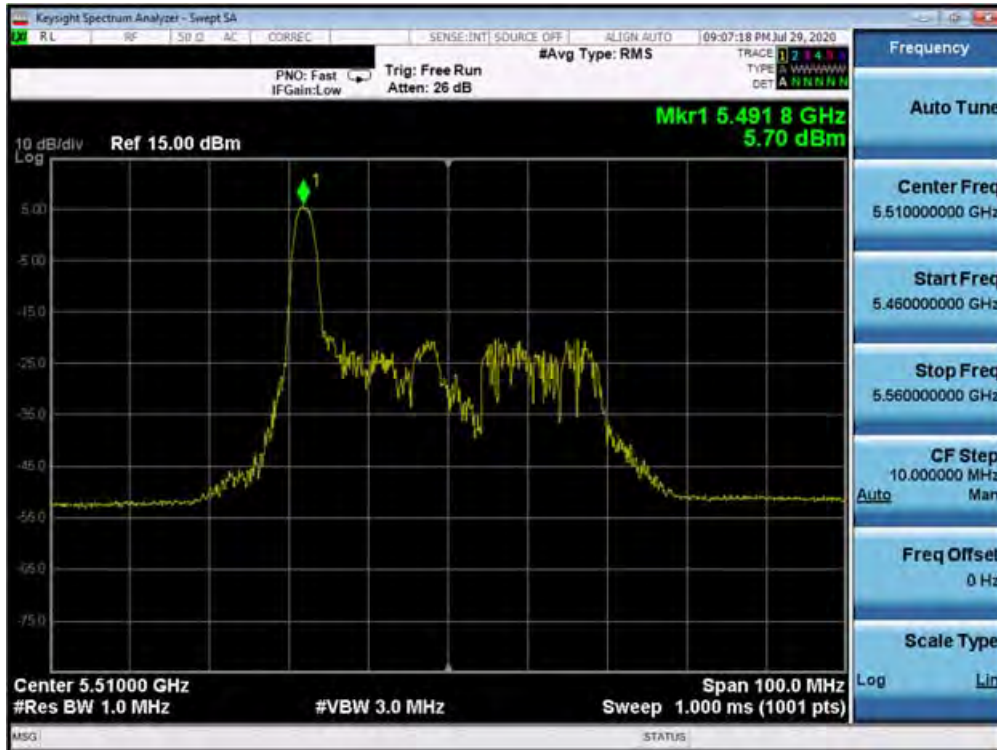 Keysight Spectrum Analyzer - Swept SA
RL RF 50 Ω AC CORREC SENSE:INT SOURCE OFF ALIGN AUTO 09:07:18 PM Jul 29, 2020
#Avg Type: RMS
TRACE 1 2 3 4 5 6
PNO: Fast Trig: Free Run
TYPE A WWWWW
IFGain:Low Atten: 26 dB
DET A N N N N N
Mkr1 5.491 8 GHz
5.70 dBm
10 dB/div Ref 15.00 dBm
Log
1
5.00
-5.00
-15.0
-25.0
-35.0
-45.0
-55.0
-65.0
-75.0
Center 5.51000 GHz Span 100.0 MHz
#Res BW 1.0 MHz #VBW 3.0 MHz Sweep 1.000 ms (1001 pts)
MSG STATUS
Frequency
Auto Tune
Center Freq
5.510000000 GHz
Start Freq
5.460000000 GHz
Stop Freq
5.560000000 GHz
CF Step
10.000000 MHz
Auto Man
Freq Offset
0 Hz
Scale Type
Log Lin